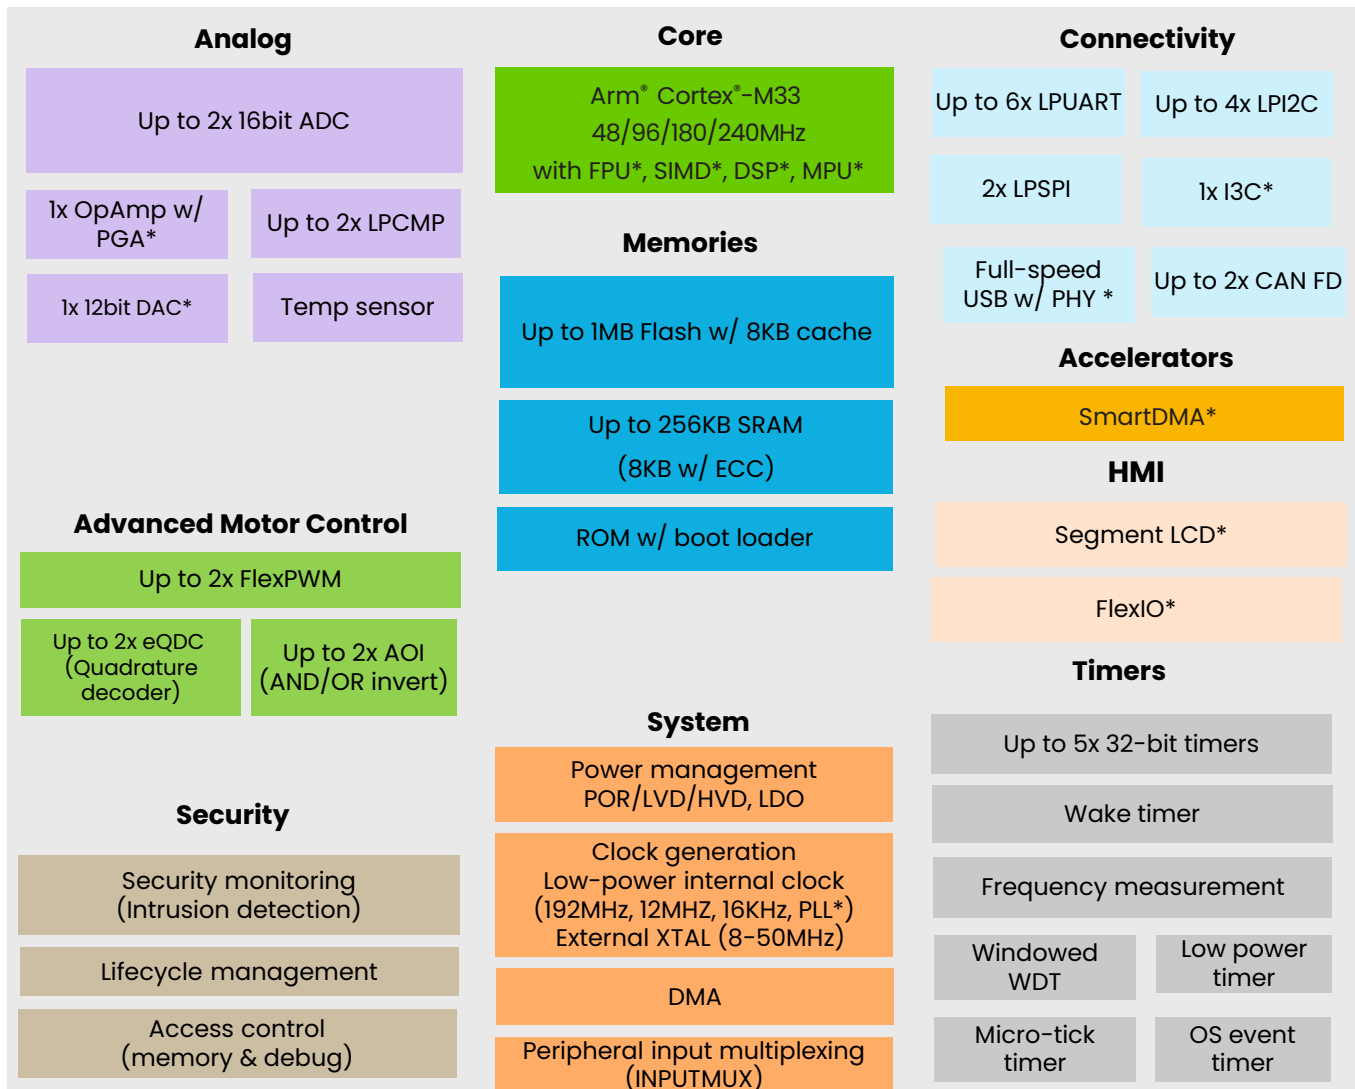 Analog
Up to 2x 16bit ADC
1x OpAmp w/
PGA*
Up to 2x LPCMP
1x 12bit DAC*
Temp sensor
Advanced Motor Control
Up to 2x FlexPWM
Up to 2x eQDC
(Quadrature
decoder)
Up to 2x AOI
(AND/OR invert)
Security
Security monitoring
(Intrusion detection)
Lifecycle management
Access control
(memory & debug)
Core
Arm® Cortex®-M33
48/96/180/240MHz
with FPU*, SIMD*, DSP*, MPU*
Memories
Up to 1MB Flash w/ 8KB cache
Up to 256KB SRAM
(8KB w/ ECC)
ROM w/ boot loader
System
Power management
POR/LVD/HVD, LDO
Clock generation
Low-power internal clock
(192MHz, 12MHZ, 16KHz, PLL*)
External XTAL (8-50MHz)
DMA
Peripheral input multiplexing
(INPUTMUX)
Connectivity
Up to 6x LPUART
Up to 4x LPI2C
2x LPSPI
1x I3C*
Full-speed
USB w/ PHY *
Up to 2x CAN FD
Accelerators
SmartDMA*
HMI
Segment LCD*
FlexIO*
Timers
Up to 5x 32-bit timers
Wake timer
Frequency measurement
Windowed
WDT
Low power
timer
Micro-tick
timer
OS event
timer